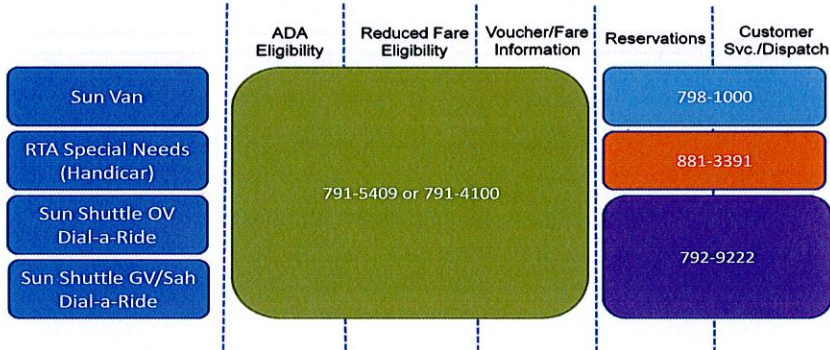 ADA
Eligibility
Reduced Fare
Eligibility
Voucher/Fare
Information
Reservations
Customer
Svc./Dispatch
Sun Van
798-1000
RTA Special Needs
(Handicar)
881-3391
791-5409 or 791-4100
Sun Shuttle OV
Dial-a-Ride
792-9222
Sun Shuttle GV/Sah
Dial-a-Ride